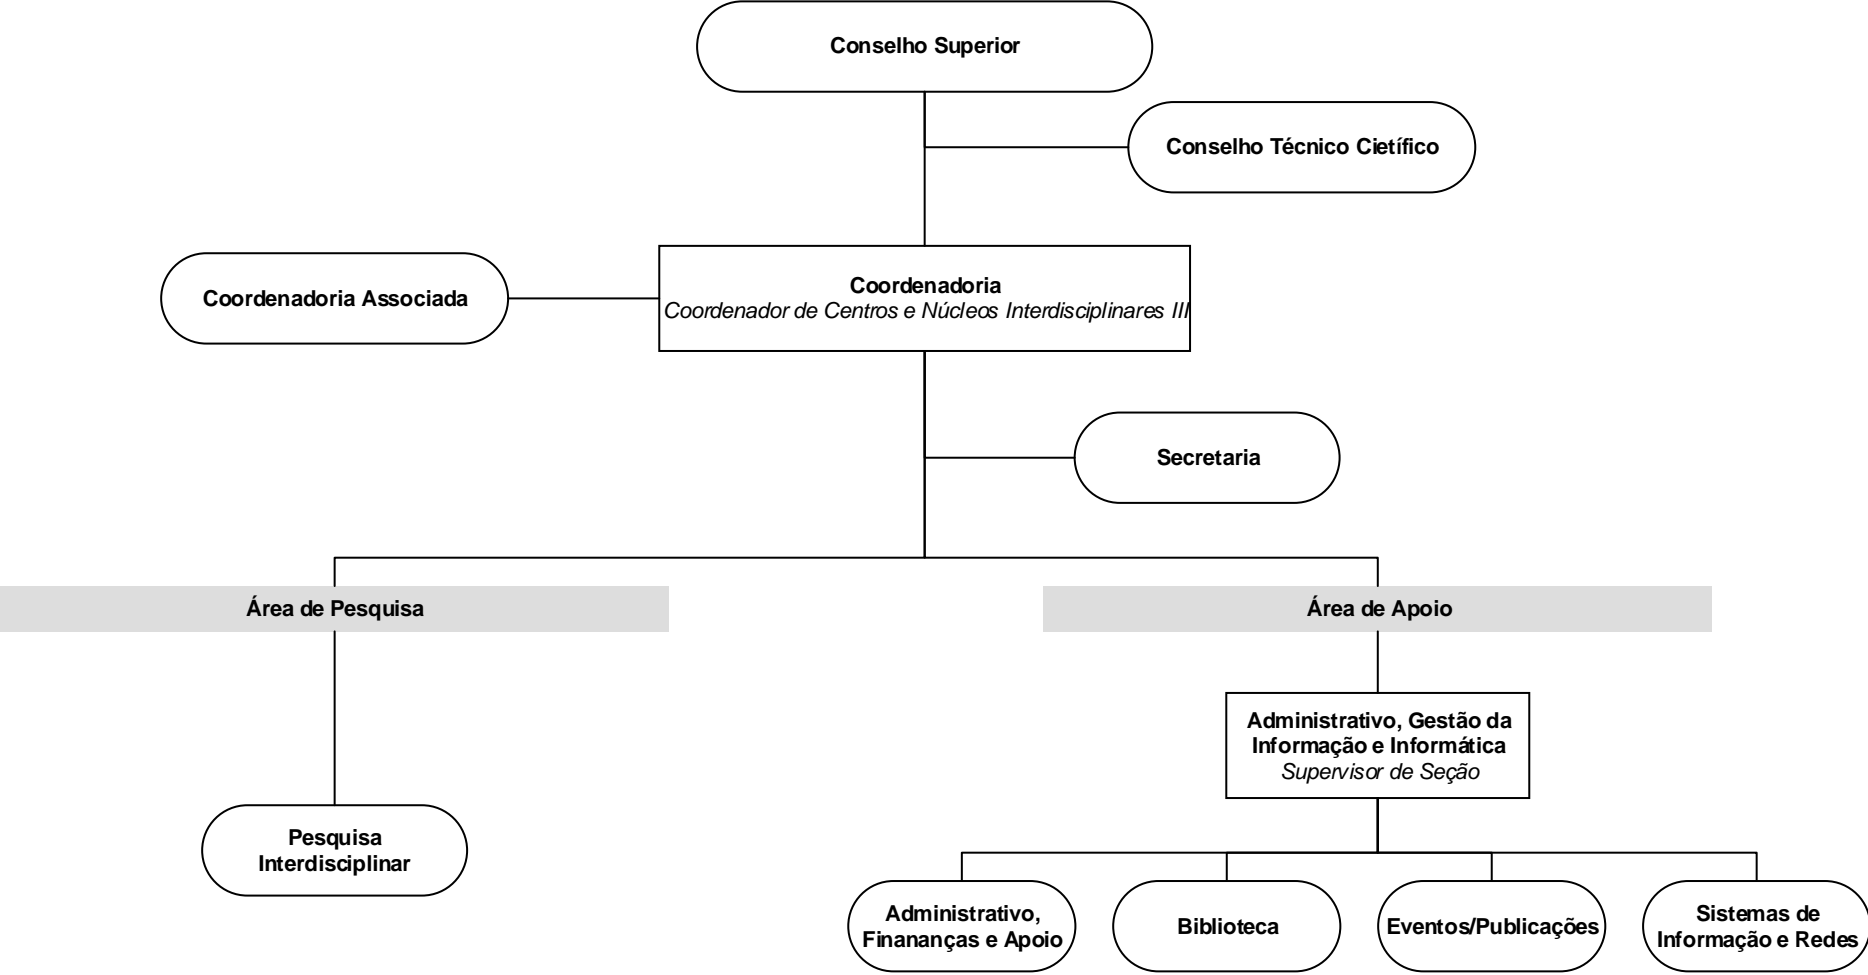 Conselho Superior
Conselho Técnico Cietífico
Coordenadoria
Coordenador de Centros e Núcleos Interdisciplinares III
Coordenadoria Associada
Secretaria
Área de Pesquisa
Área de Apoio
Administrativo, Gestão da
Informação e Informática
Supervisor de Seção
Pesquisa
Interdisciplinar
Administrativo,
Finananças e Apoio
Biblioteca
Eventos/Publicações
Sistemas de
Informação e Redes